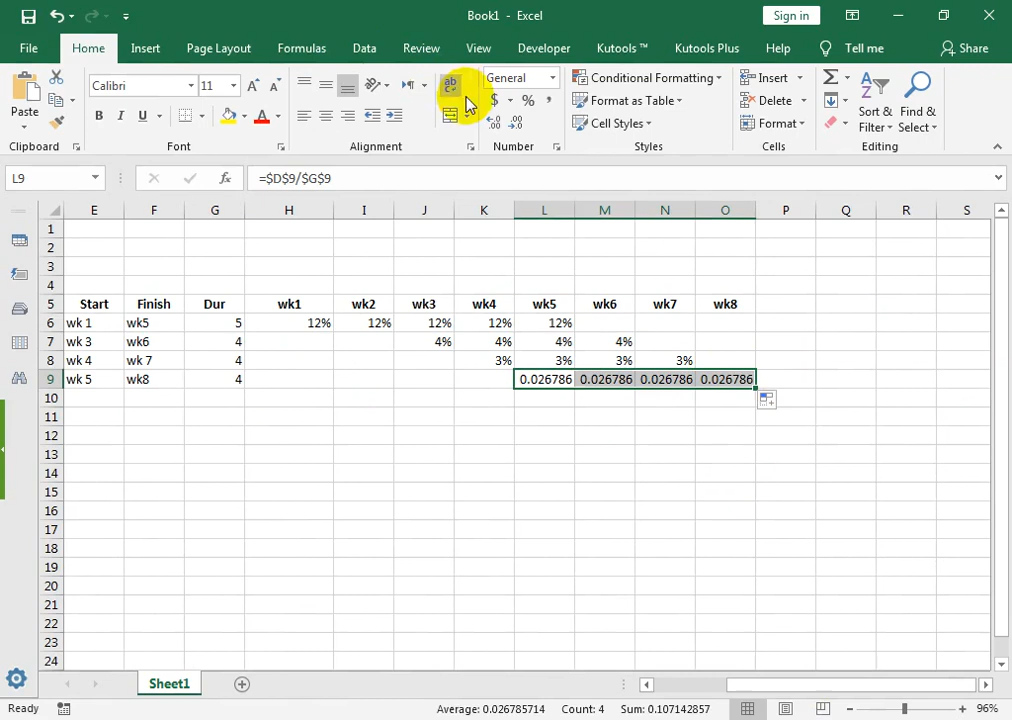 Book1 - Excel
Sign in
File Home Insert Page Layout Formulas Data Review View Developer Kutools ™ Kutools Plus Help Tell me Share
Paste
Calibri 11
B I U
ab
General
$ % ,
Conditional Formatting
Format as Table
Cell Styles
Insert
Delete
Format
Sort & Filter
Find & Select
Clipboard Font Alignment Number Styles Cells Editing
L9 fx =$D$9/$G$9
E F G H I J K L M N O P Q R S
1
2
3
4
5 Start Finish Dur wk1 wk2 wk3 wk4 wk5 wk6 wk7 wk8
6 wk 1 wk5 5 12% 12% 12% 12% 12%
7 wk 3 wk6 4 4% 4% 4% 4%
8 wk 4 wk 7 4 3% 3% 3% 3%
9 wk 5 wk8 4 0.026786 0.026786 0.026786 0.026786
10
11
12
13
14
15
16
17
18
19
20
21
22
23
24
Sheet1
Ready Average: 0.026785714 Count: 4 Sum: 0.107142857 96%